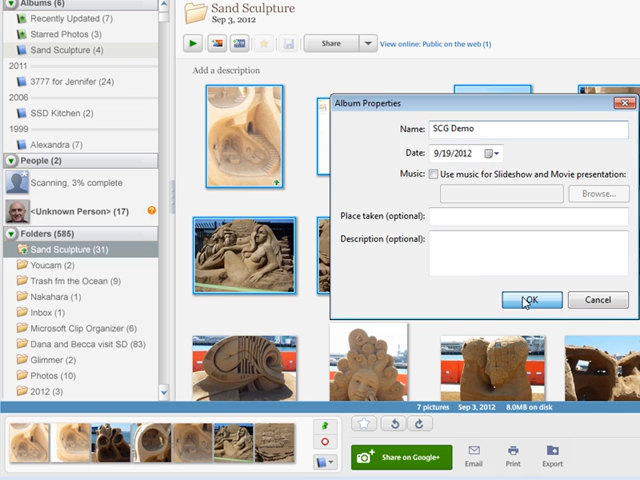 Albums (6)
Recently Updated (7)
Starred Photos (3)
Sand Sculpture (4)
2011
3777 for Jennifer (24)
2006
SSD Kitchen (2)
1999
Alexandra (7)
People (2)
Scanning, 3% complete
<Unknown Person> (17)
Folders (585)
Sand Sculpture (31)
Youcam (2)
Trash fm the Ocean (9)
Nakahara (1)
Inbox (1)
Microsoft Clip Organizer (6)
Dana and Becca visit SD (83)
Glimmer (2)
Photos (10)
2012 (3)
Sand Sculpture
Sep 3, 2012
Share
View online: Public on the web (1)
Add a description
Album Properties
Name: SCG Demo
Date: 9/19/2012
Music: Use music for Slideshow and Movie presentation:
Browse...
Place taken (optional):
Description (optional):
OK
Cancel
7 pictures Sep 3, 2012 8.0MB on disk
Share on Google+
Email
Print
Export